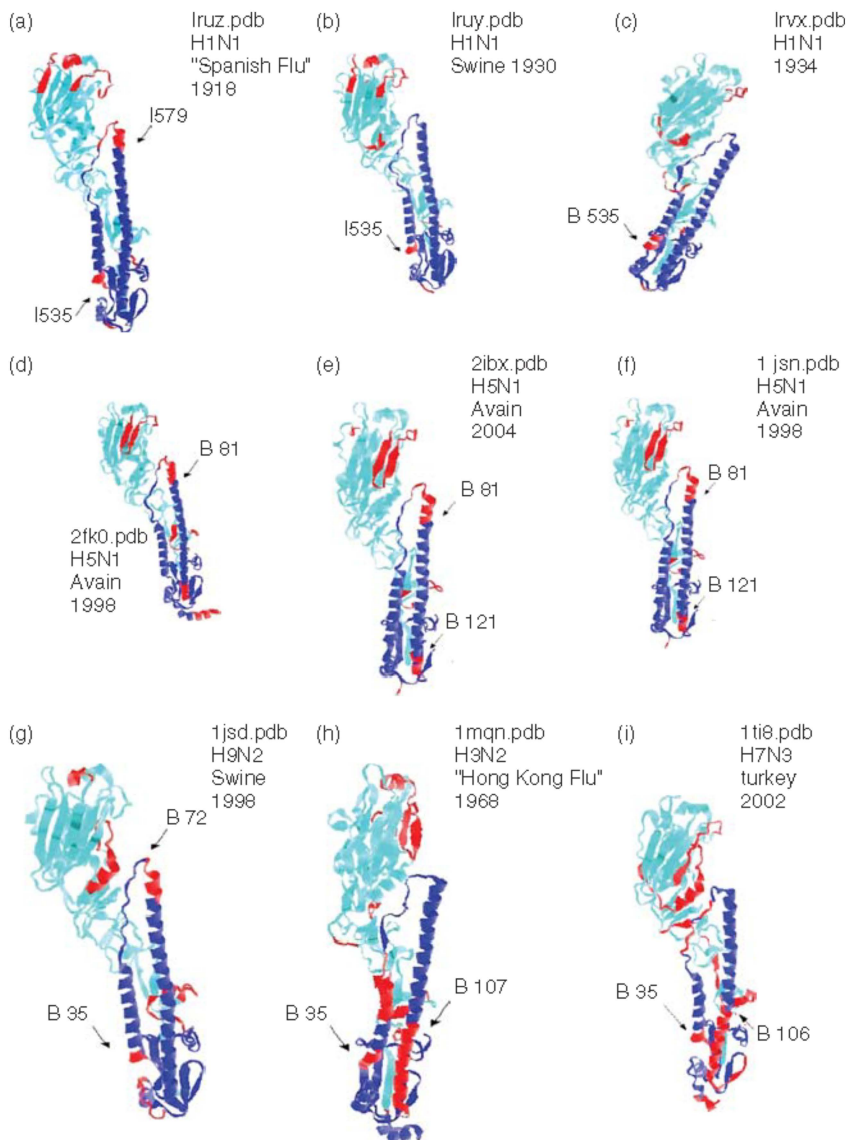 (a)
lruz.pdb
H1N1
"Spanish Flu"
1918
I579
I535
(b)
lruy.pdb
H1N1
Swine 1930
I535
(c)
lrvx.pdb
H1N1
1934
B 535
(d)
B 81
2fk0.pdb
H5N1
Avain
1998
(e)
2ibx.pdb
H5N1
Avain
2004
B 81
B 121
(f)
1 jsn.pdb
H5N1
Avain
1998
B 81
B 121
(g)
1jsd.pdb
H9N2
Swine
1998
B 72
B 35
(h)
1mqn.pdb
H3N2
"Hong Kong Flu"
1968
B 107
B 35
(i)
1ti8.pdb
H7N3
turkey
2002
B 35
B 106